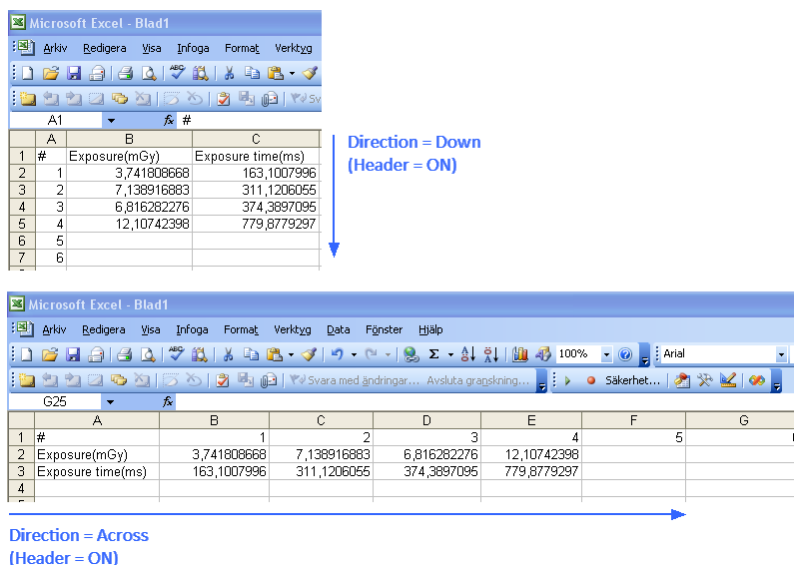 Microsoft Excel - Blad1
Arkiv Redigera Visa Infoga Format Verktyg
A1 fx #
A B C
1 # Exposure(mGy) Exposure time(ms)
2 1 3,741808668 163,1007996
3 2 7,138916883 311,1206055
4 3 6,816282276 374,3897095
5 4 12,10742398 779,8779297
6 5
7 6
Direction = Down
(Header = ON)
Microsoft Excel - Blad1
Arkiv Redigera Visa Infoga Format Verktyg Data Fönster Hjälp
100% Arial
Svara med ändringar... Avsluta granskning... Säkerhet...
G25 fx
A B C D E F G
1 # 1 2 3 4 5
2 Exposure(mGy) 3,741808668 7,138916883 6,816282276 12,10742398
3 Exposure time(ms) 163,1007996 311,1206055 374,3897095 779,8779297
4
Direction = Across
(Header = ON)